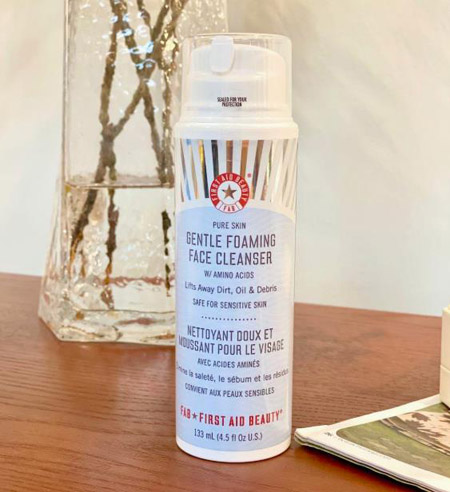 SEALED FOR YOUR
PROTECTION
FIRST AID BEAUTY
FAB
PURE SKIN
GENTLE FOAMING
FACE CLEANSER
W/ AMINO ACIDS
Lifts Away Dirt, Oil & Debris
SAFE FOR SENSITIVE SKIN
NETTOYANT DOUX ET
MOUSSANT POUR LE VISAGE
AVEC ACIDES AMINÉS
la saleté, le sébum et les
CONVIENT AUX PEAUX SENSIBLES
FAB★FIRST AID BEAUTY®
133 mL (4.5 fl oz U.S.)